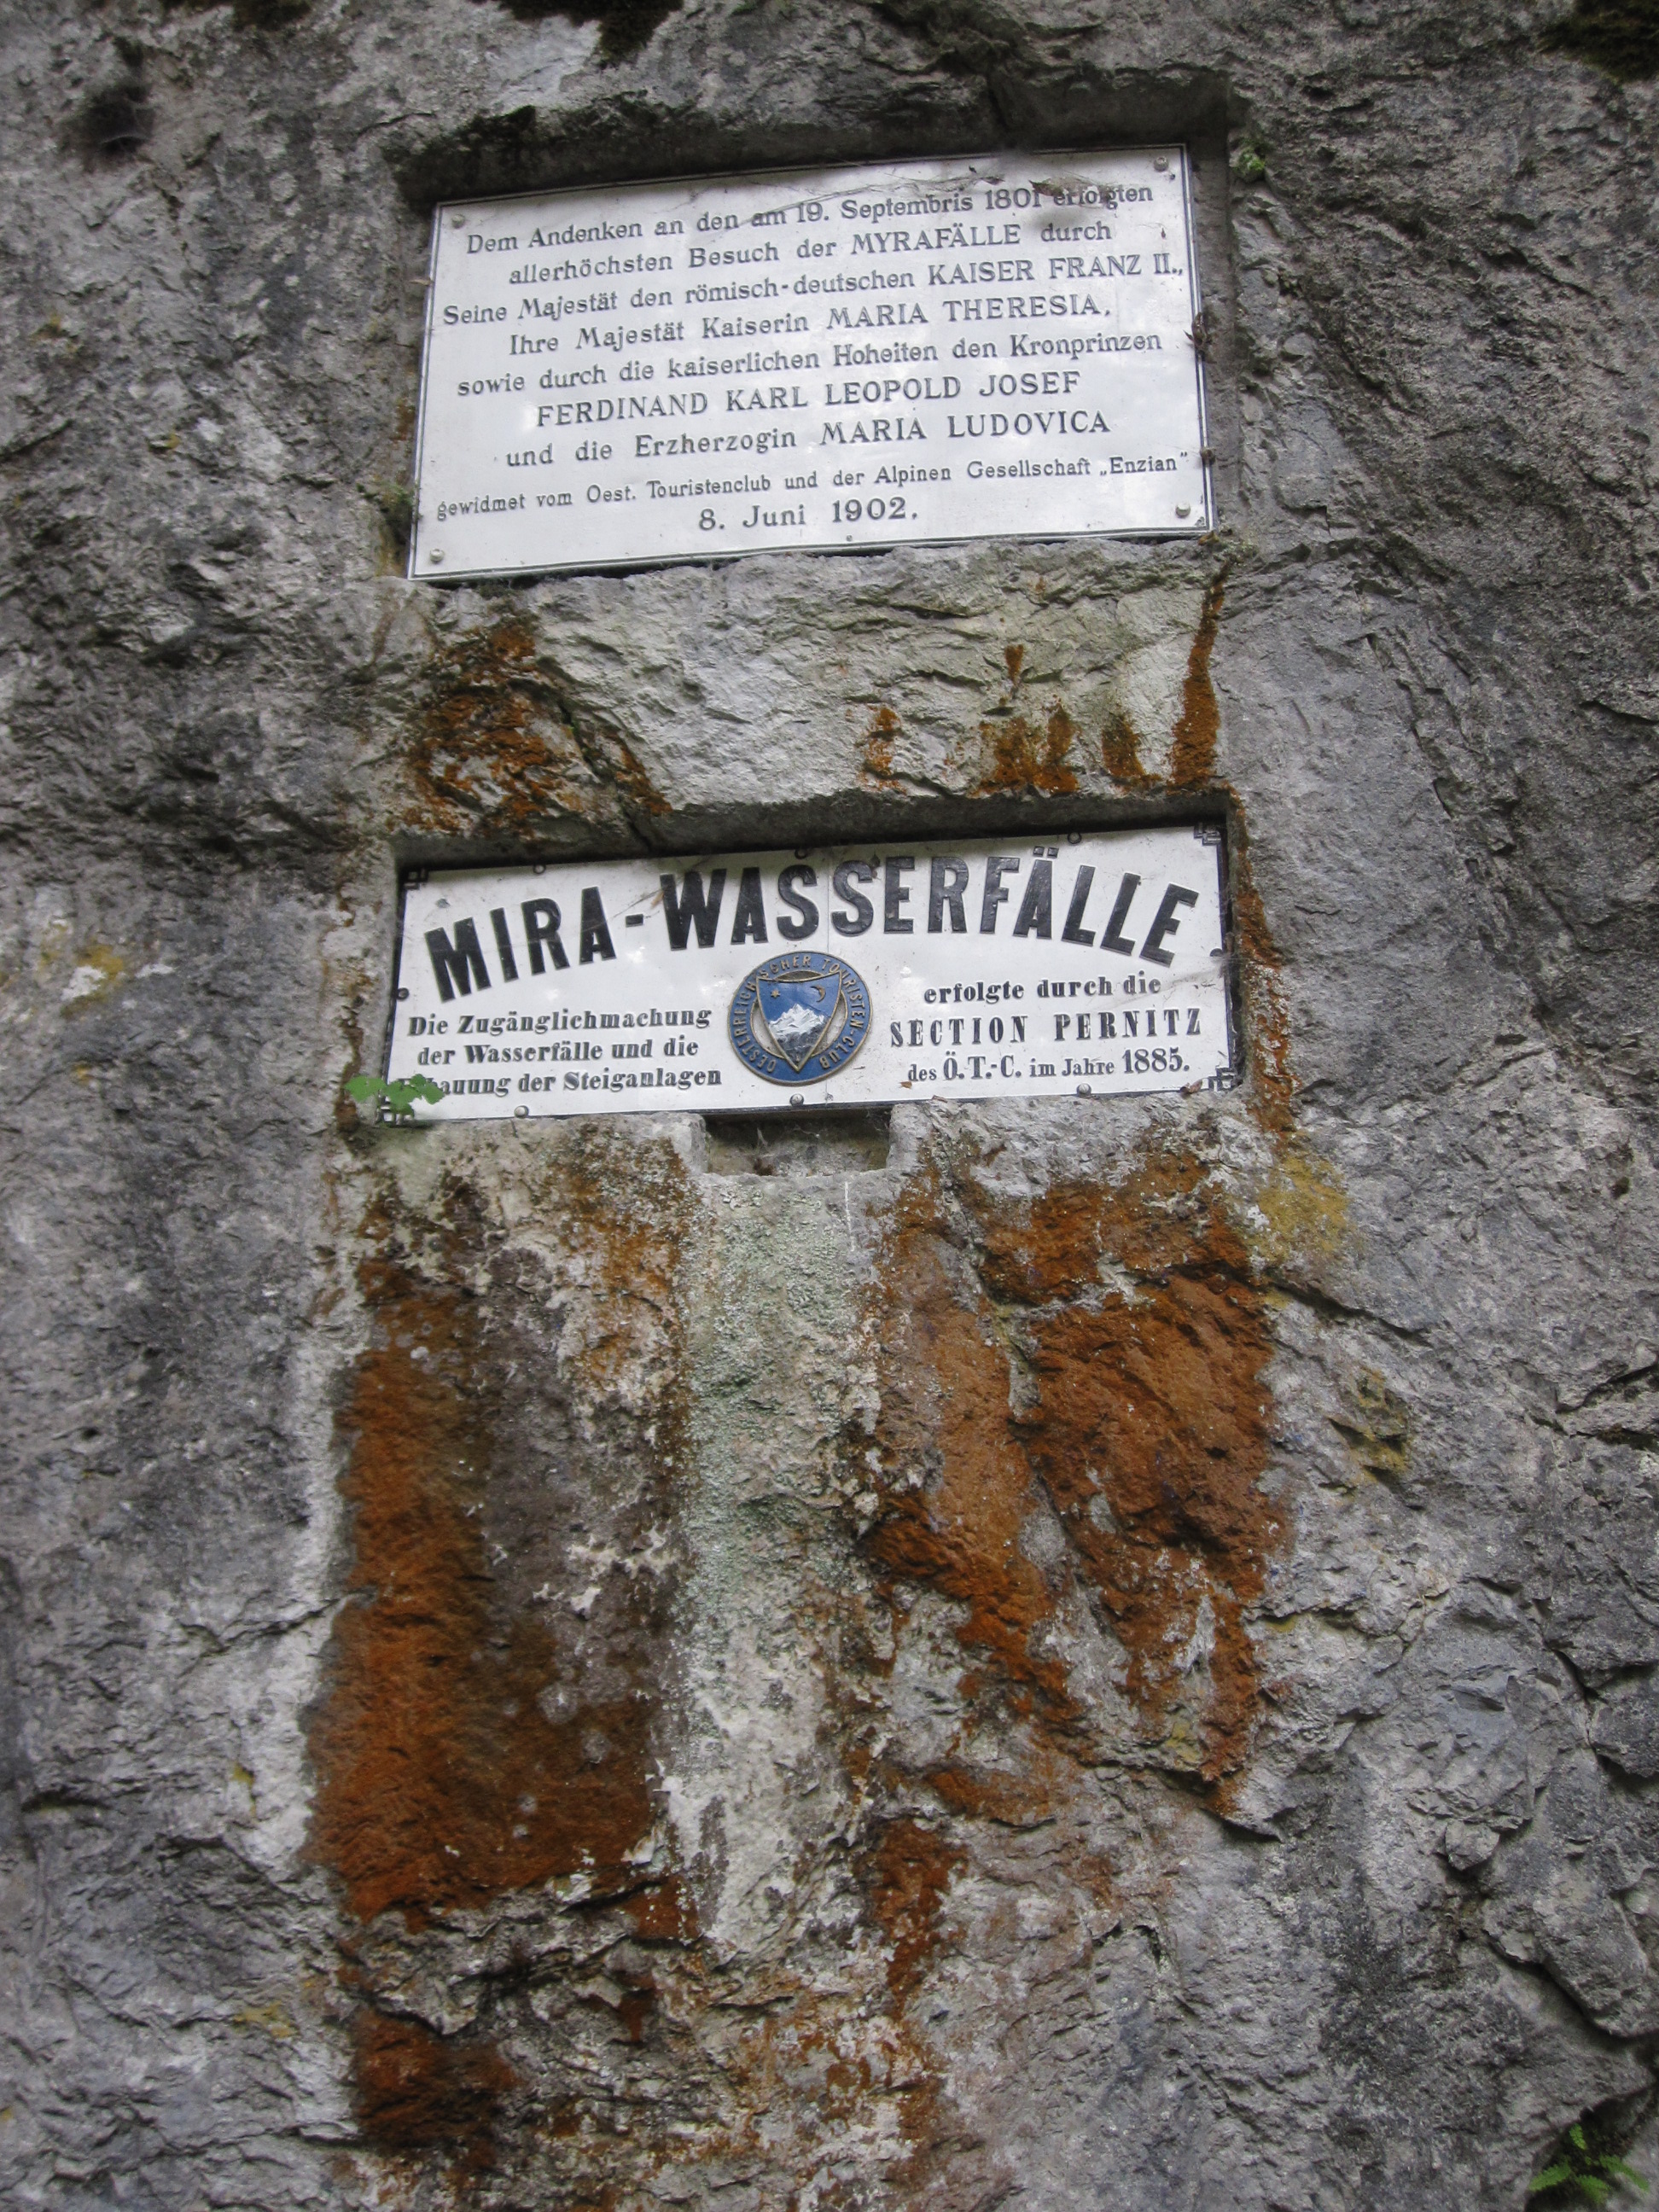 Dem Andenken an den am 19. Septembris 1801 erfolgten
allerhöchsten Besuch der MYRAFÄLLE durch
Seine Majestät den römisch-deutschen KAISER FRANZ II.,
Ihre Majestät Kaiserin MARIA THERESIA,
sowie durch die kaiserlichen Hoheiten den Kronprinzen
FERDINAND KARL LEOPOLD JOSEF
und die Erzherzogin MARIA LUDOVICA
gewidmet vom Oest. Touristenclub und der Alpinen Gesellschaft „Enzian"
8. Juni 1902.
MIRA-WASSERFÄLLE
Die Zugänglichmachung
der Wasserfälle und die
der Steiganlagen
OESTERREICHISCHER TOURISTEN-CLUB
erfolgte durch die
SECTION PERNITZ
des Ö.T.-C. im Jahre 1885.